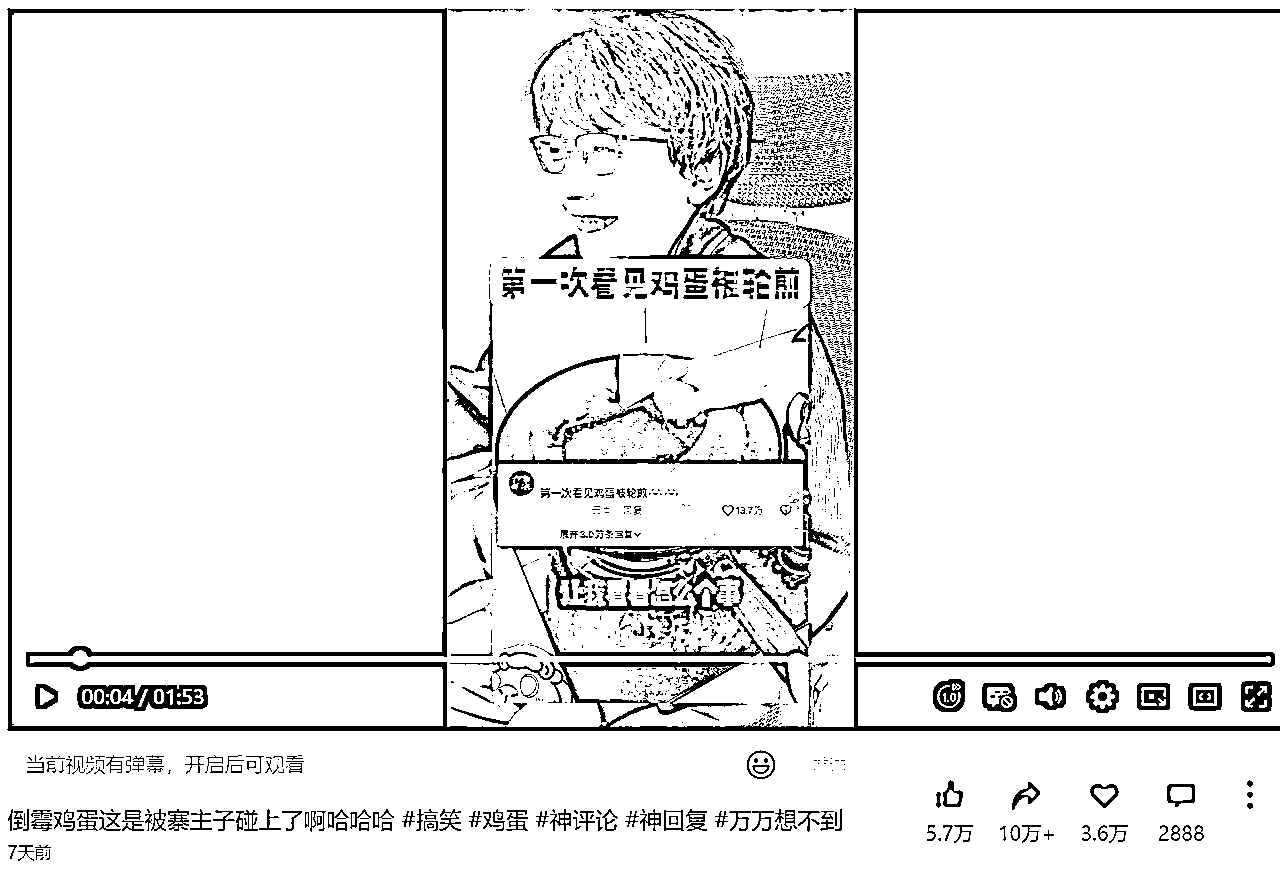 第一次看见鸡蛋被轮煎
第一次看见鸡蛋被轮煎
回复
13.7万
展开3.0万条回复
让我看看怎么个事
00:04 / 01:53
1.0
当前视频有弹幕，开启后可观看
倒霉鸡蛋这是被寨主子碰上了啊哈哈哈 #搞笑 #鸡蛋 #神评论 #神回复 #万万想不到
7天前
5.7万
10万+
3.6万
2888